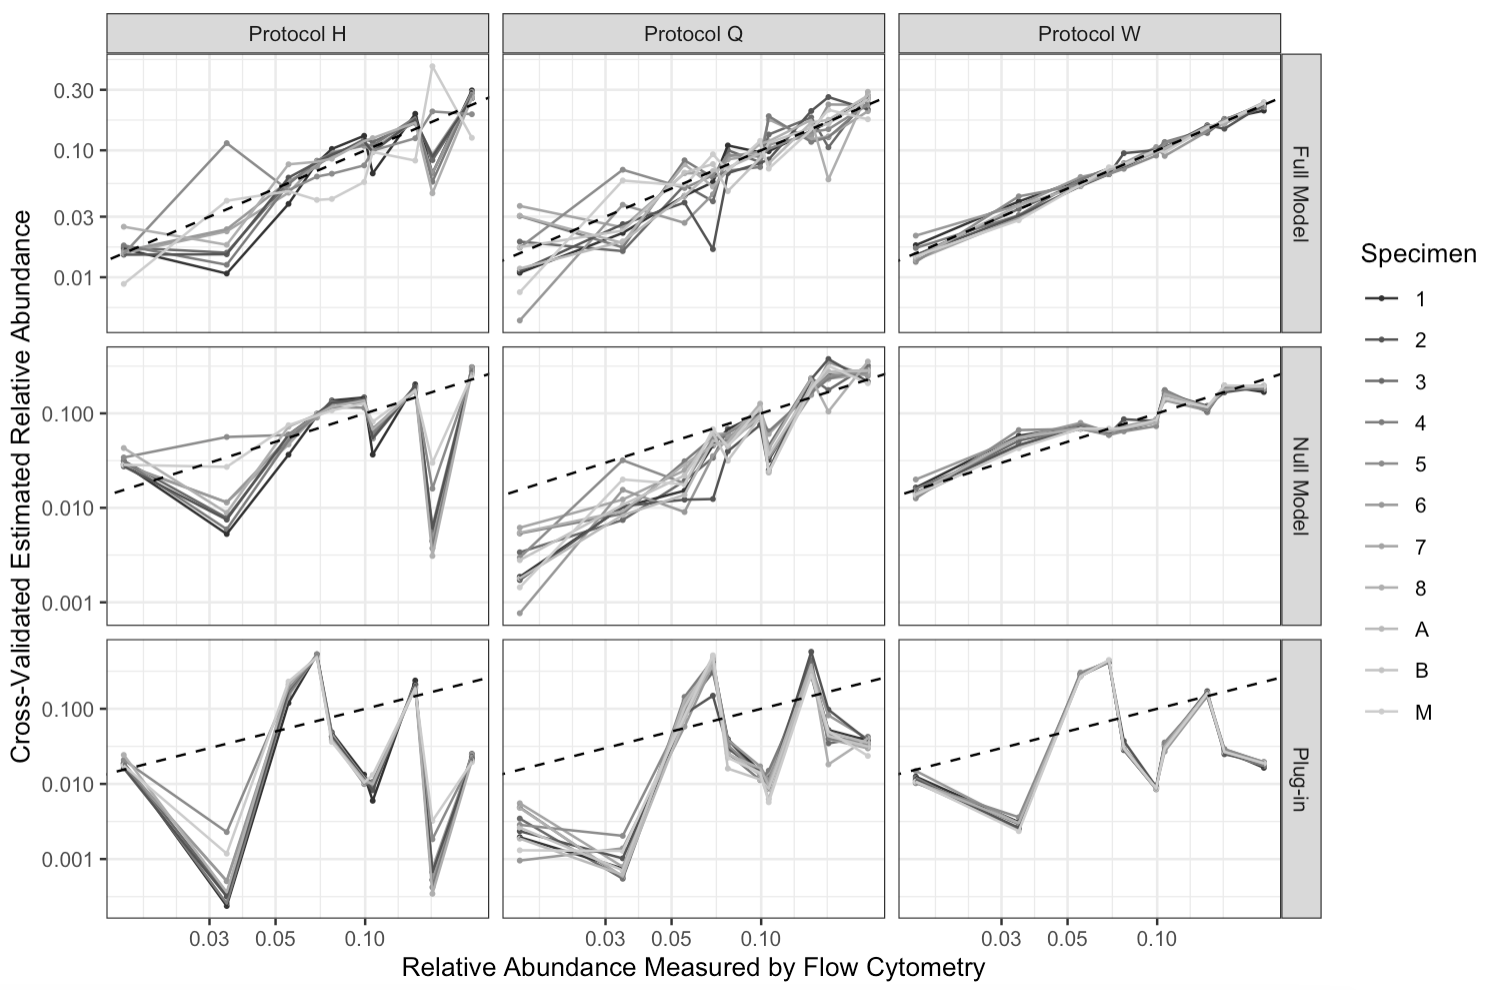 Protocol H
Protocol Q
Protocol W
0.30
0.10
0.03
0.01
Full Model
0.100
0.010
0.001
Null Model
0.100
0.010
0.001
Plug-in
0.03 0.05 0.10
0.03 0.05 0.10
0.03 0.05 0.10
Relative Abundance Measured by Flow Cytometry
Cross-Validated Estimated Relative Abundance
Specimen
1
2
3
4
5
6
7
8
A
B
M